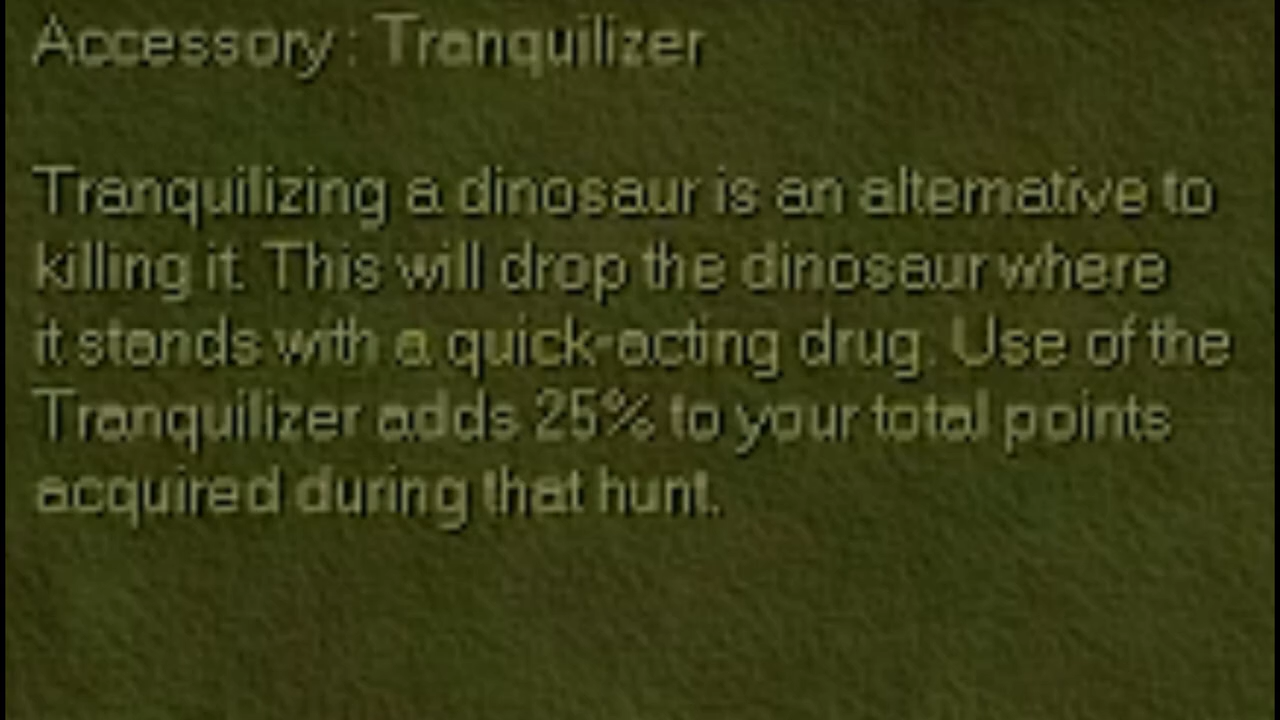 Accessory : Tranquilizer
Tranquilizing a dinosaur is an alternative to
killing it. This will drop the dinosaur where
it stands with a quick-acting drug. Use of the
Tranquilizer adds 25% to your total points
acquired during that hunt.